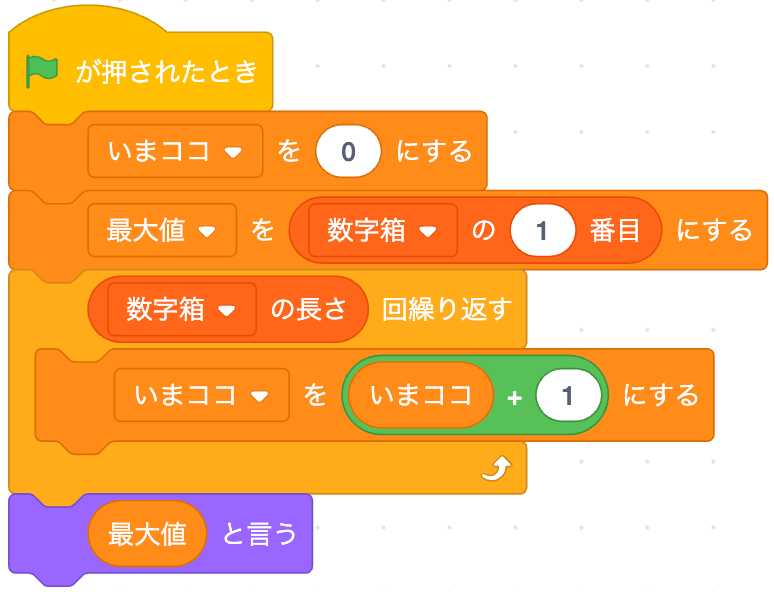 が押されたとき
いまココ を 0 にする
最大値 を 数字箱 の 1 番目 にする
数字箱 の長さ 回繰り返す
いまココ を いまココ + 1 にする
最大値 と言う